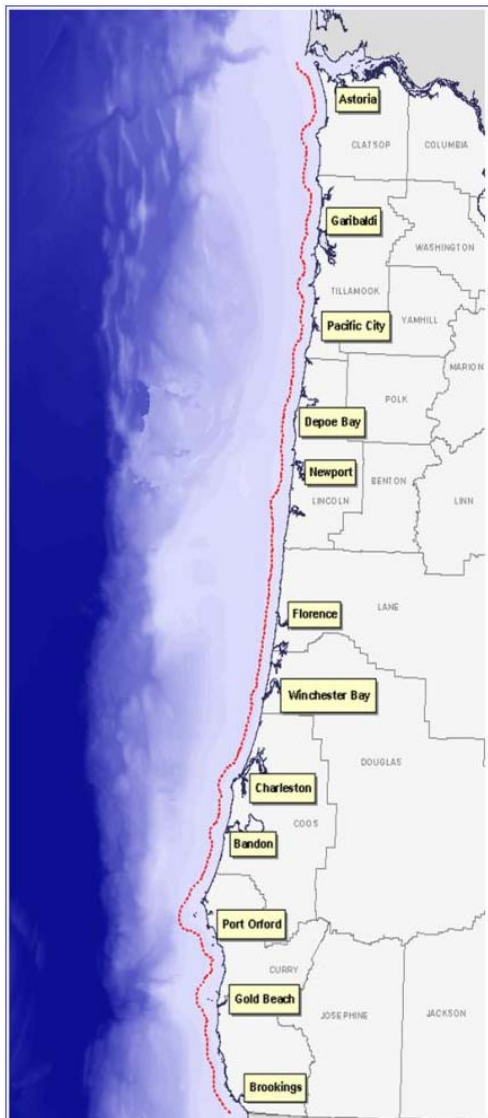 Astoria
CLATSOP
COLUMBIA
Garibaldi
WASHINGTON
TILLAMOOK
Pacific City
YAMHILL
MARION
POLK
Depoe Bay
Newport
BENTON
LINCOLN
LINN
Florence
LANE
Winchester Bay
DOUGLAS
Charleston
COOS
Bandon
Port Orford
CURRY
Gold Beach
JOSEPHINE
JACKSON
Brookings